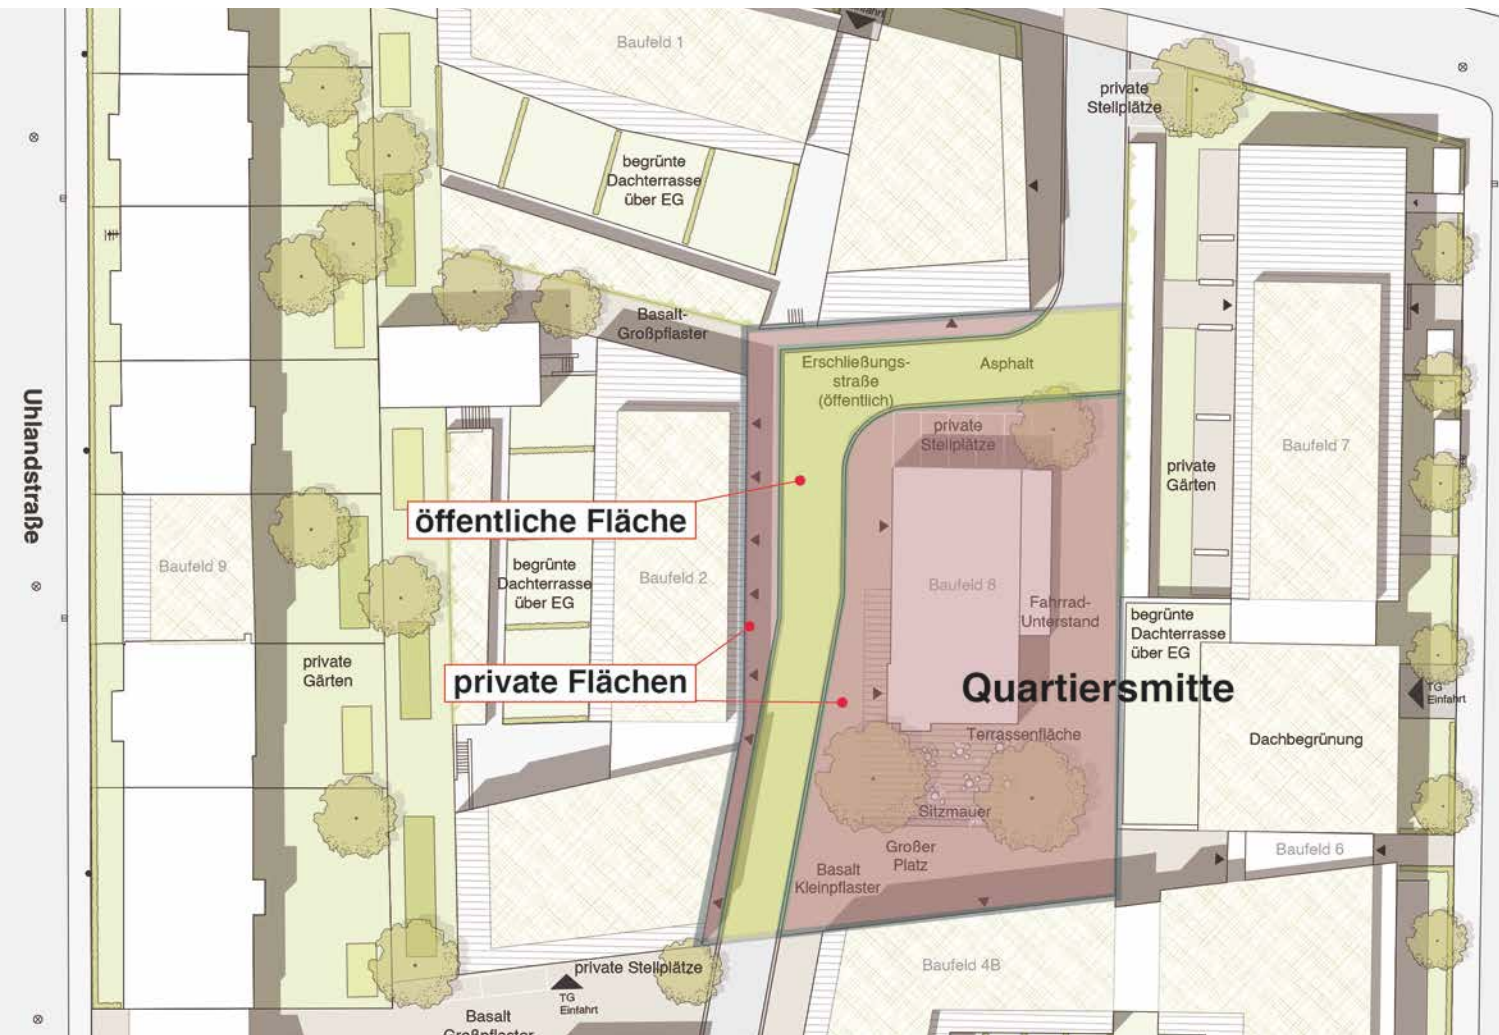 Baufeld 1
private
Stellplätze
begrünte
Dachterrasse
über EG
Basalt-
Großpflaster
Erschließungs-
straße
(öffentlich)
Asphalt
private
Stellplätze
Baufeld 7
private
Gärten
Uhlandstraße
öffentliche Fläche
Baufeld 9
begrünte
Dachterrasse
über EG
Baufeld 2
Baufeld 8
Fahrrad-
Unterstand
begrünte
Dachterrasse
über EG
private
Gärten
private Flächen
Quartiersmitte
TG
Einfahrt
Terrassenfläche
Dachbegrünung
Sitzmauer
Großer
Platz
Basalt
Kleinpflaster
Baufeld 6
private Stellplätze
Baufeld 4B
TG
Einfahrt
Basalt
Großpflaster